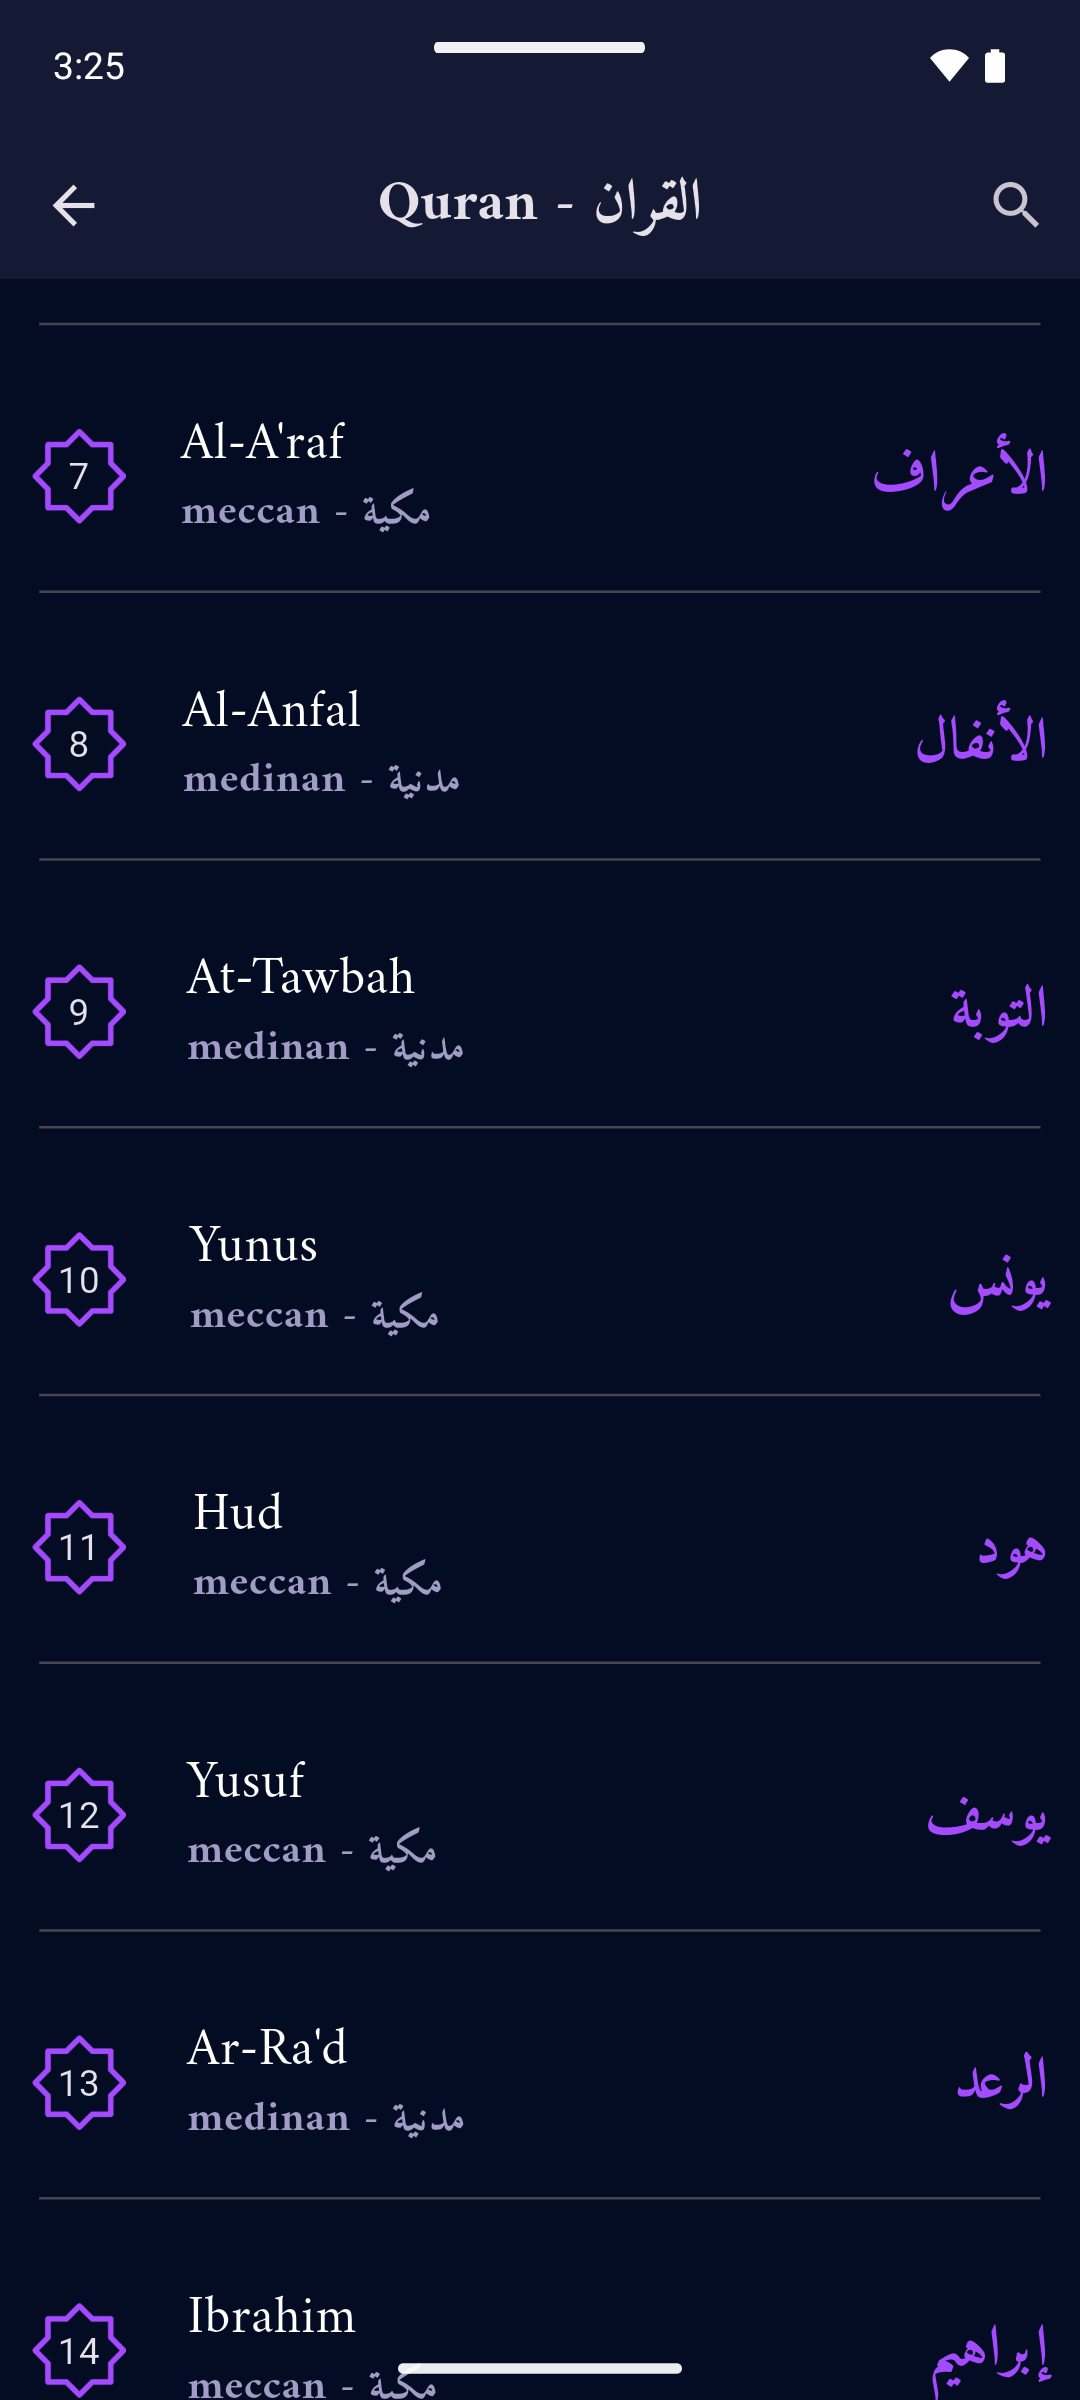 3:25
Quran - القران
7
Al-A'raf
meccan - مكية
الأعراف
8
Al-Anfal
medinan - مدنية
الأنفال
9
At-Tawbah
medinan - مدنية
التوبة
10
Yunus
meccan - مكية
يونس
11
Hud
meccan - مكية
هود
12
Yusuf
meccan - مكية
يوسف
13
Ar-Ra'd
medinan - مدنية
الرعد
14
Ibrahim
meccan - مكية
إبراهيم